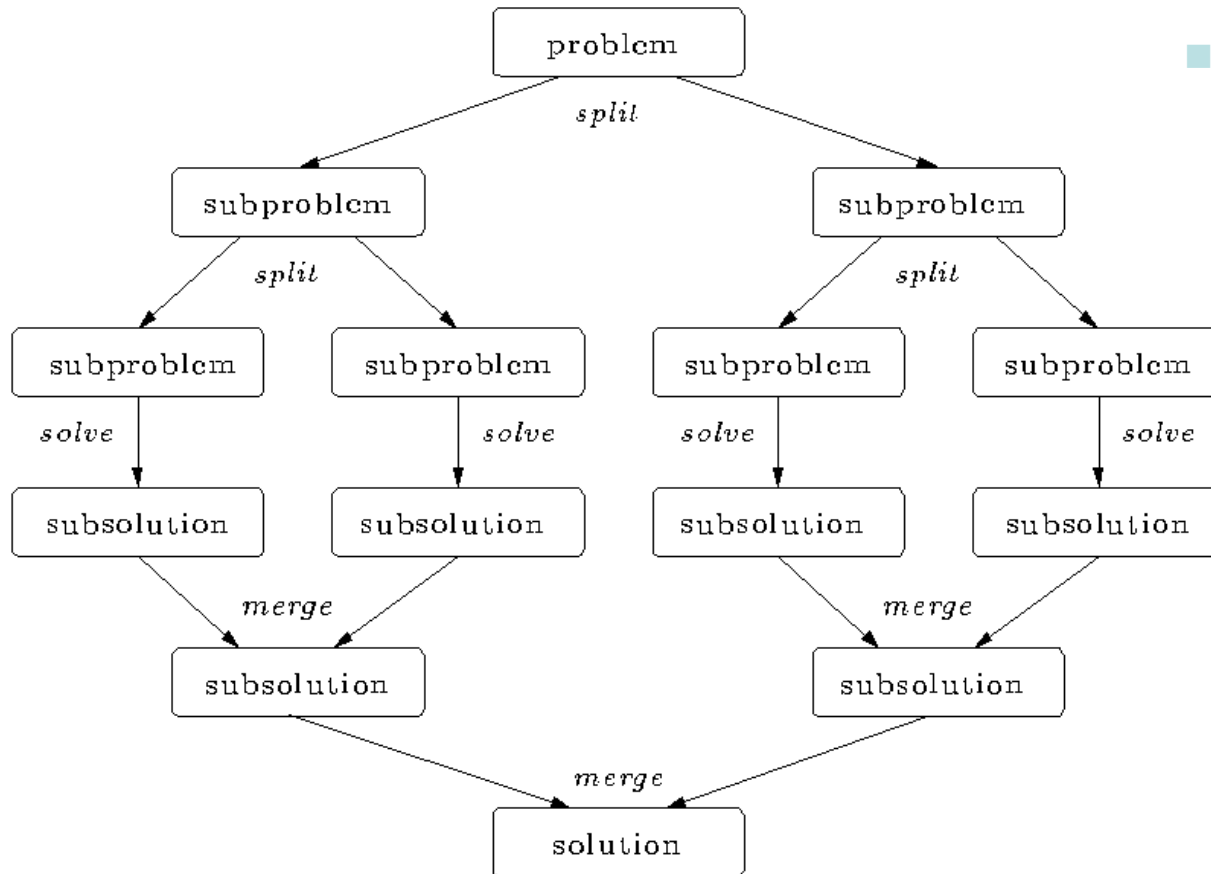 problem
split
subproblem subproblem
split split
subproblem subproblem subproblem subproblem
solve solve solve solve
subsolution subsolution subsolution subsolution
merge merge
subsolution subsolution
merge
solution